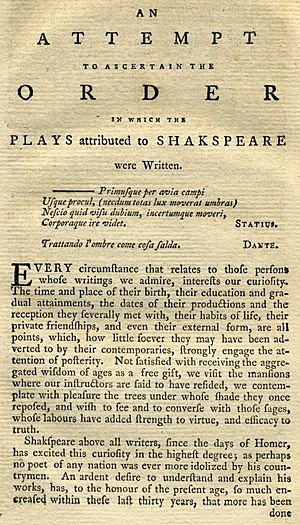 AN
ATTEMPT
TO ASCERTAIN THE
ORDER
IN WHICH THE
PLAYS attributed to SHAKSPEARE
were Written.
——— Primuſque per avia campi
Uſque procul, (necdum totas lux moverat umbras)
Neſcio quid viſu dubium, incertumque moveri,
Corporaque ire videt. STATIUS.
Trattando l'ombre come coſa ſalda. DANTE.
EVERY circumſtance that relates to thoſe perſons
whoſe writings we admire, intereſts our curioſity.
The time and place of their birth, their education and gra-
dual attainments, the dates of their productions and the
reception they ſeverally met with, their habits of life, their
private friendſhips, and even their external form, are all
points, which, how little ſoever they may have been ad-
verted to by their contemporaries, ſtrongly engage the at-
tention of poſterity. Not ſatisfied with receiving the aggre-
gated wiſdom of ages as a free gift, we viſit the manſions
where our inſtructors are ſaid to have reſided, we contem-
plate with pleaſure the trees under whoſe ſhade they once
repoſed, and wiſh to ſee and to converſe with thoſe ſages,
whoſe labours have added ſtrength to virtue, and efficacy to
truth.
Shakſpeare above all writers, ſince the days of Homer,
has excited this curioſity in the higheſt degree; as perhaps
no poet of any nation was ever more idolized by his coun-
trymen. An ardent deſire to underſtand and explain his
works, has, to the honour of the preſent age, ſo much en-
creaſed within theſe laſt thirty years, that more has been
done